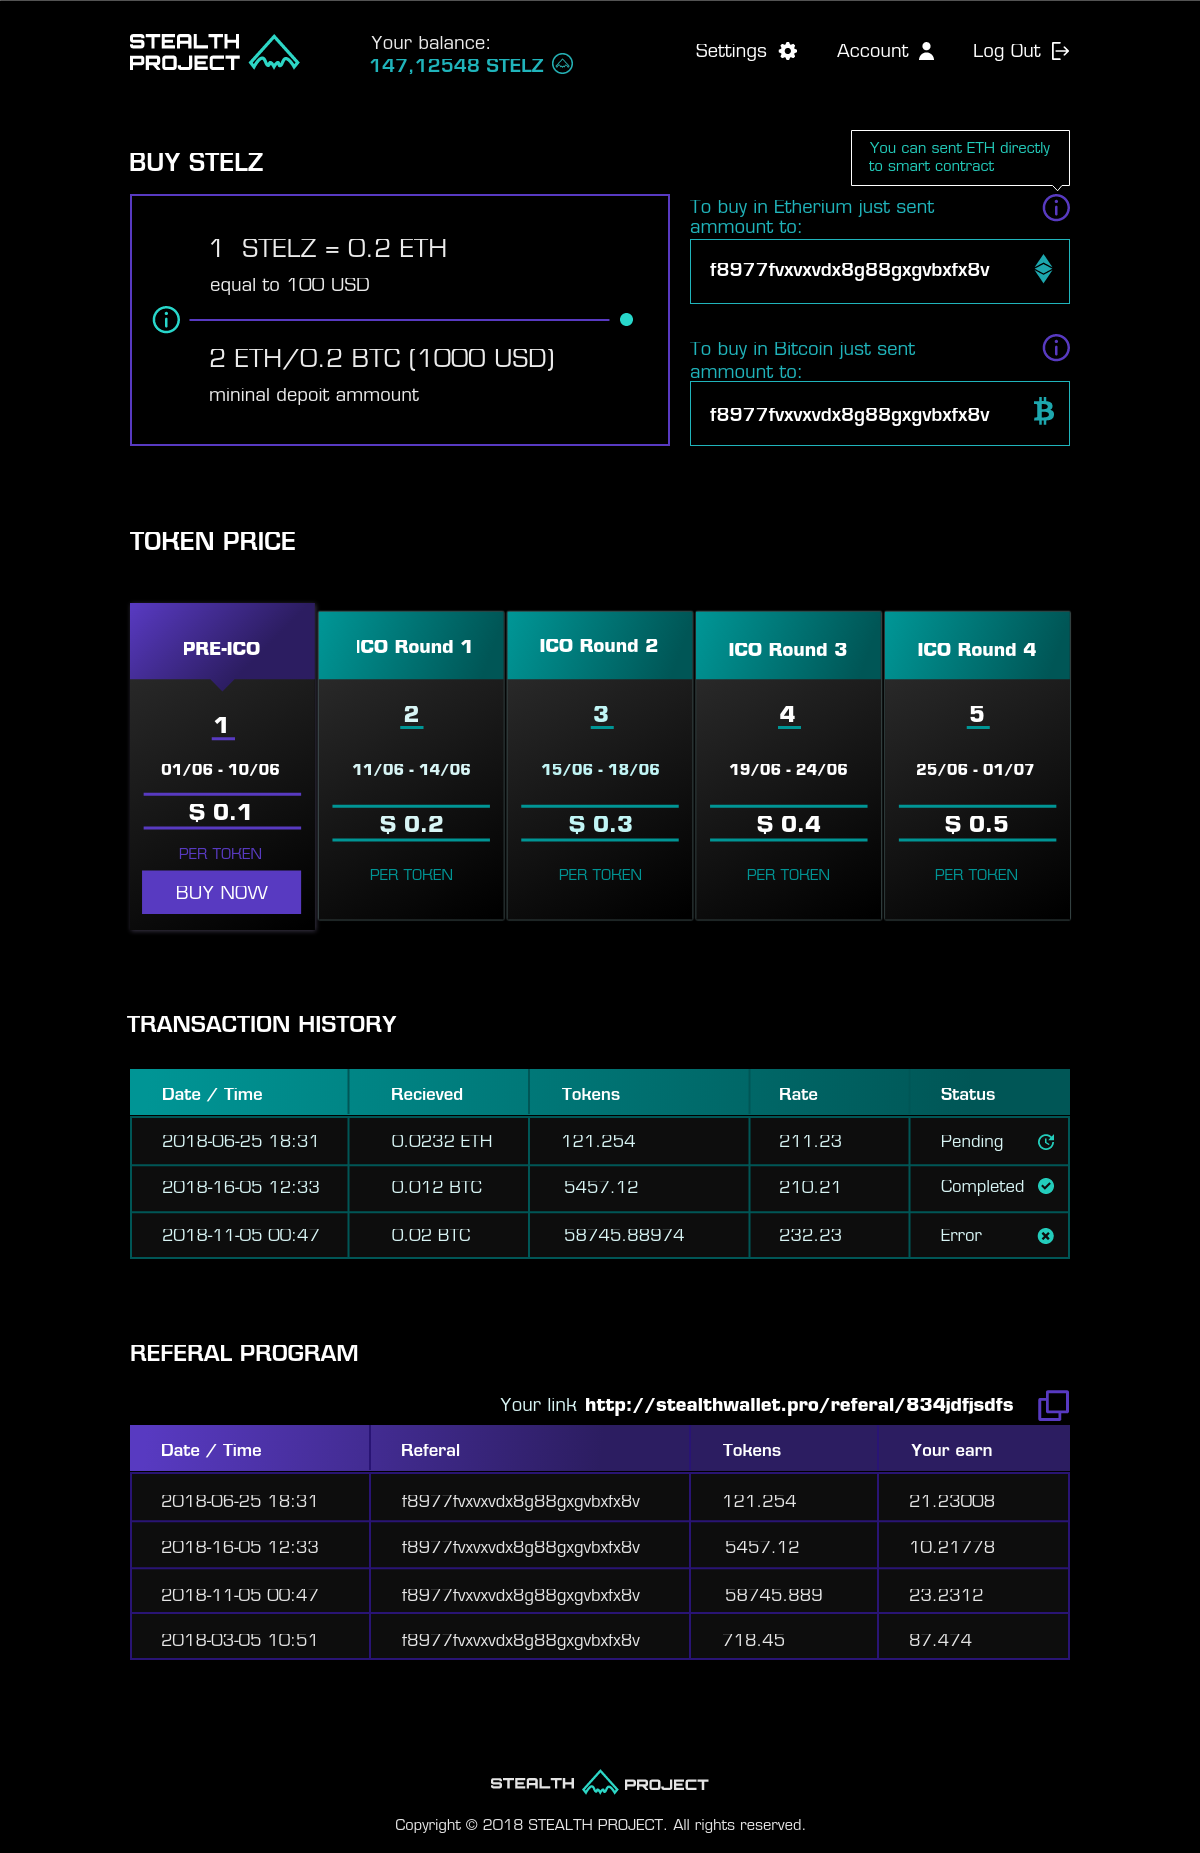 STEALTH
PROJECT
Your balance:
147,12548 STELZ
Settings
Account
Log Out
BUY STELZ
You can sent ETH directly
to smart contract
1 STELZ = 0.2 ETH
equal to 100 USD
2 ETH/0.2 BTC (1000 USD)
mininal depoit ammount
To buy in Etherium just sent
ammount to:
f8977fvxvxvdx8g88gxgvbxfx8v
To buy in Bitcoin just sent
ammount to:
f8977fvxvxvdx8g88gxgvbxfx8v
TOKEN PRICE
PRE-ICO
1
01/06 - 10/06
$ 0.1
PER TOKEN
BUY NOW
ICO Round 1
2
11/06 - 14/06
$ 0.2
PER TOKEN
ICO Round 2
3
15/06 - 18/06
$ 0.3
PER TOKEN
ICO Round 3
4
19/06 - 24/06
$ 0.4
PER TOKEN
ICO Round 4
5
25/06 - 01/07
$ 0.5
PER TOKEN
TRANSACTION HISTORY
Date / Time Recieved Tokens Rate Status
2018-06-25 18:31 0.0232 ETH 121.254 211.23 Pending
2018-16-05 12:33 0.012 BTC 5457.12 210.21 Completed
2018-11-05 00:47 0.02 BTC 58745.88974 232.23 Error
REFERAL PROGRAM
Your link http://stealthwallet.pro/referal/834jdfjsdfs
Date / Time Referal Tokens Your earn
2018-06-25 18:31 f8977fvxvxvdx8g88gxgvbxfx8v 121.254 21.23008
2018-16-05 12:33 f8977fvxvxvdx8g88gxgvbxfx8v 5457.12 10.21778
2018-11-05 00:47 f8977fvxvxvdx8g88gxgvbxfx8v 58745.889 23.2312
2018-03-05 10:51 f8977fvxvxvdx8g88gxgvbxfx8v 718.45 87.474
STEALTH PROJECT
Copyright © 2018 STEALTH PROJECT. All rights reserved.